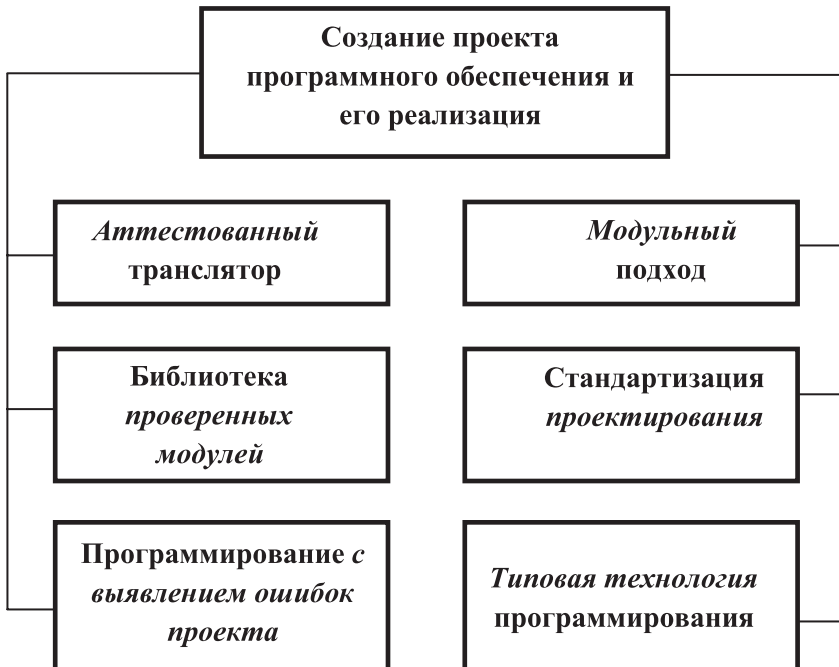 Создание проекта
программного обеспечения и
его реализация
Аттестованный
транслятор
Модульный
подход
Библиотека
проверенных
модулей
Стандартизация
проектирования
Программирование с
выявлением ошибок
проекта
Типовая технология
программирования